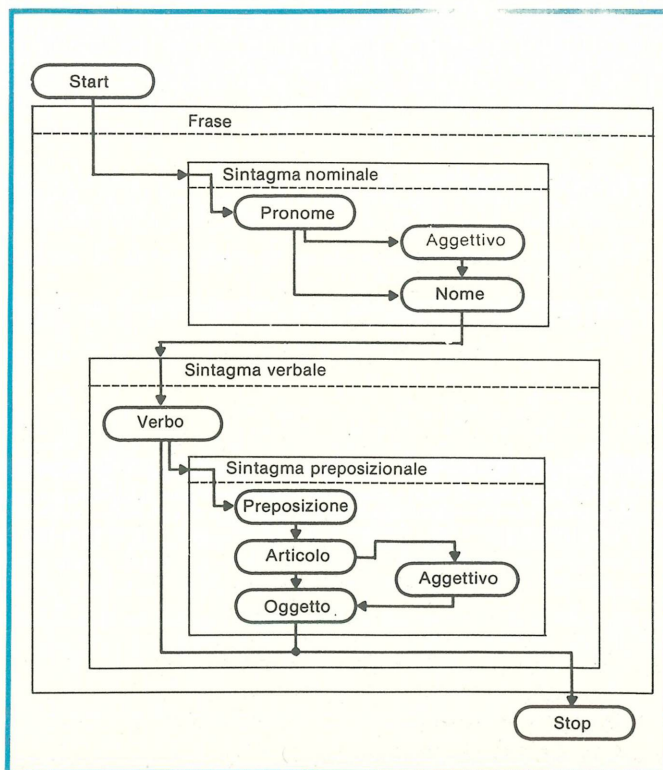 Start
Frase
Sintagma nominale
Pronome
Aggettivo
Nome
Sintagma verbale
Verbo
Sintagma preposizionale
Preposizione
Articolo
Aggettivo
Oggetto
Stop